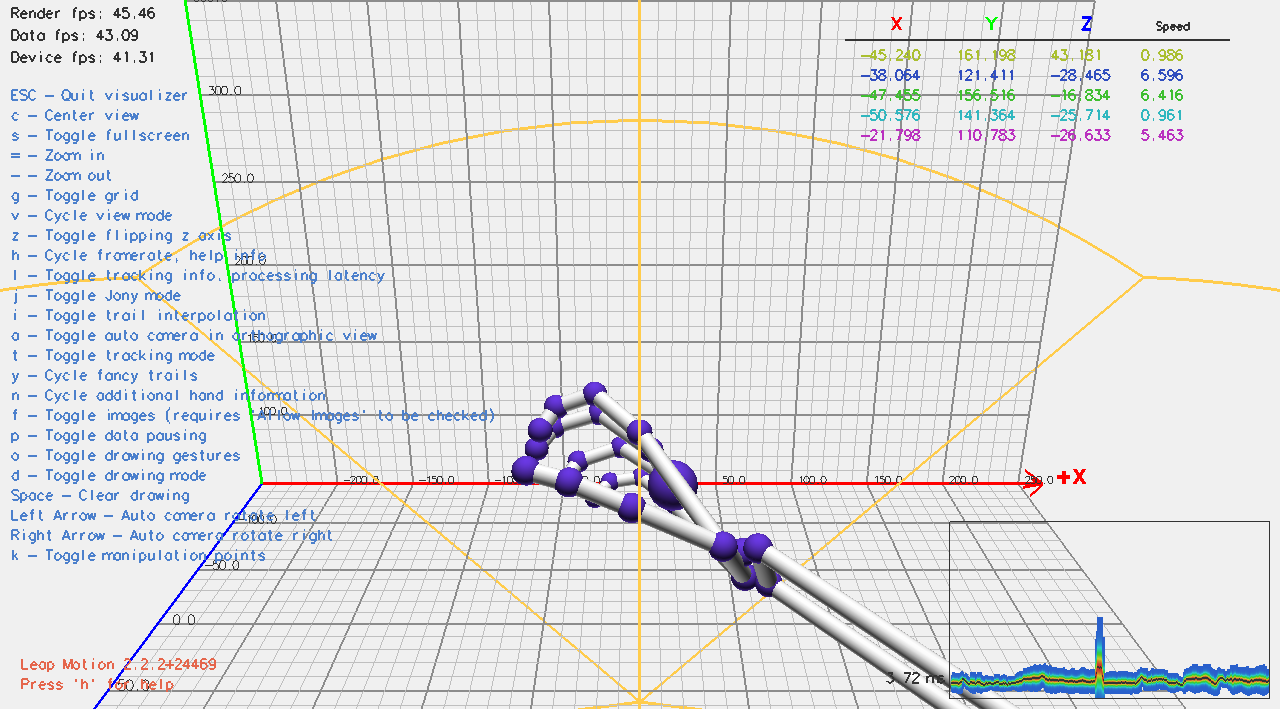 Render fps: 45.46
Data fps: 43.09
Device fps: 41.31
X Y Z Speed
-45.240 161.198 43.181 0.986
-38.064 121.411 -28.465 6.596
-47.455 156.516 -16.834 6.416
-50.576 141.364 -25.714 0.961
-21.798 110.783 -26.633 5.463
ESC - Quit visualizer
c - Center view
s - Toggle fullscreen
= - Zoom in
- - Zoom out
g - Toggle grid
v - Cycle view mode
z - Toggle flipping z axis
h - Cycle framerate, help info
l - Toggle tracking info, processing latency
j - Toggle Jony mode
i - Toggle trail interpolation
a - Toggle auto camera in orthographic view
t - Toggle tracking mode
y - Cycle fancy trails
n - Cycle additional hand information
f - Toggle images (requires 'Allow Images' to be checked)
p - Toggle data pausing
o - Toggle drawing gestures
d - Toggle drawing mode
Space - Clear drawing
Left Arrow - Auto camera rotate left
Right Arrow - Auto camera rotate right
k - Toggle manipulation points
300.0
250.0
200.0
150.0
100.0
-200.0 -150.0 50.0 100.0 150.0 200.0 250.0
+X
-50.0
0.0
50.0
Leap Motion 2.2.2+24469
Press 'h' for help
3.72 ms